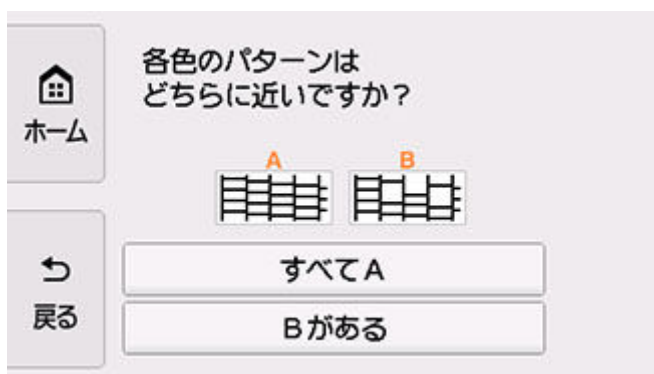 各色のパターンは
どちらに近いですか?
ホーム
A B
すべてA
戻る
Bがある